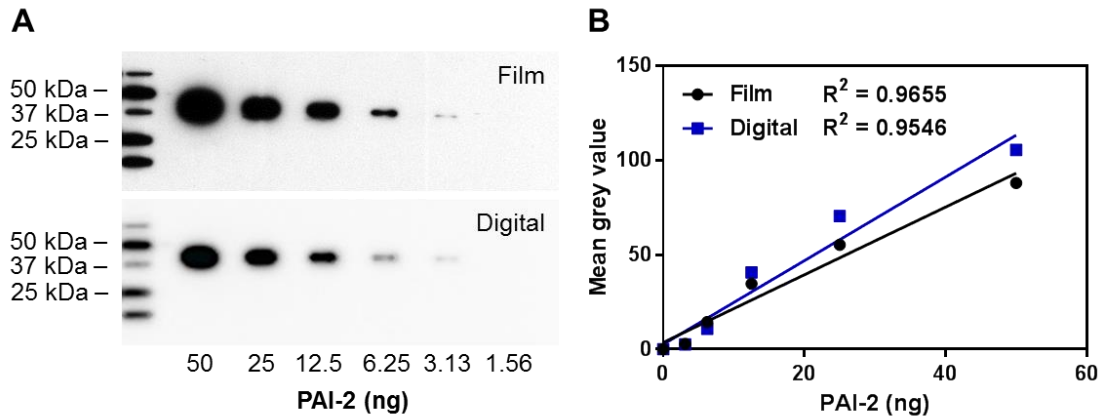 A
Film
50 kDa –
37 kDa –
25 kDa –
Digital
50 kDa –
37 kDa –
25 kDa –
50 25 12.5 6.25 3.13 1.56
PAI-2 (ng)
B
150
100
50
0
Mean grey value
Film R² = 0.9655
Digital R² = 0.9546
0 20 40 60
PAI-2 (ng)